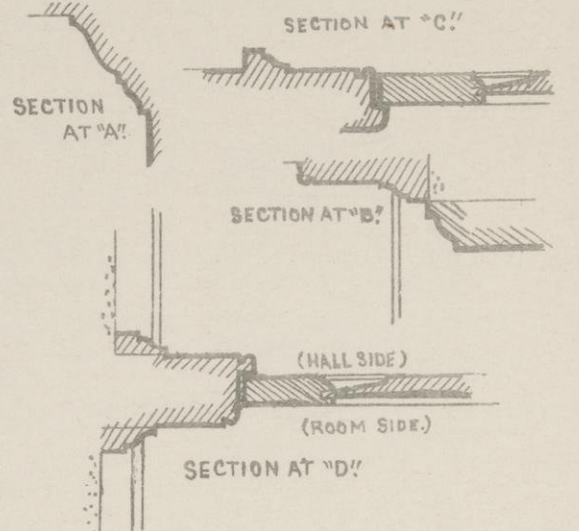 SECTION AT "C".
SECTION
AT "A".
SECTION AT "B".
(HALL SIDE)
(ROOM SIDE.)
SECTION AT "D".